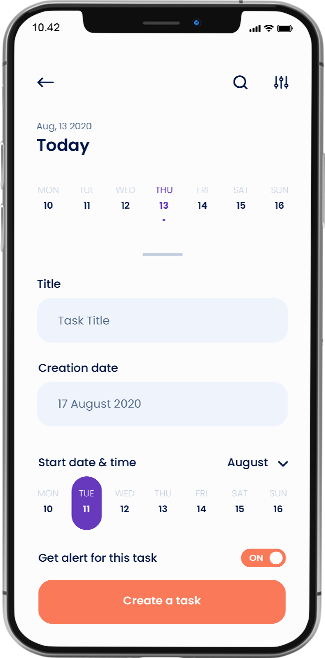 10.42
Aug, 13 2020
Today
MON TUE WED THU FRI SAT SUN
10 11 12 13 14 15 16
Title
Task Title
Creation date
17 August 2020
Start date & time August
MON TUE WED THU FRI SAT SUN
10 11 12 13 14 15 16
Get alert for this task ON
Create a task